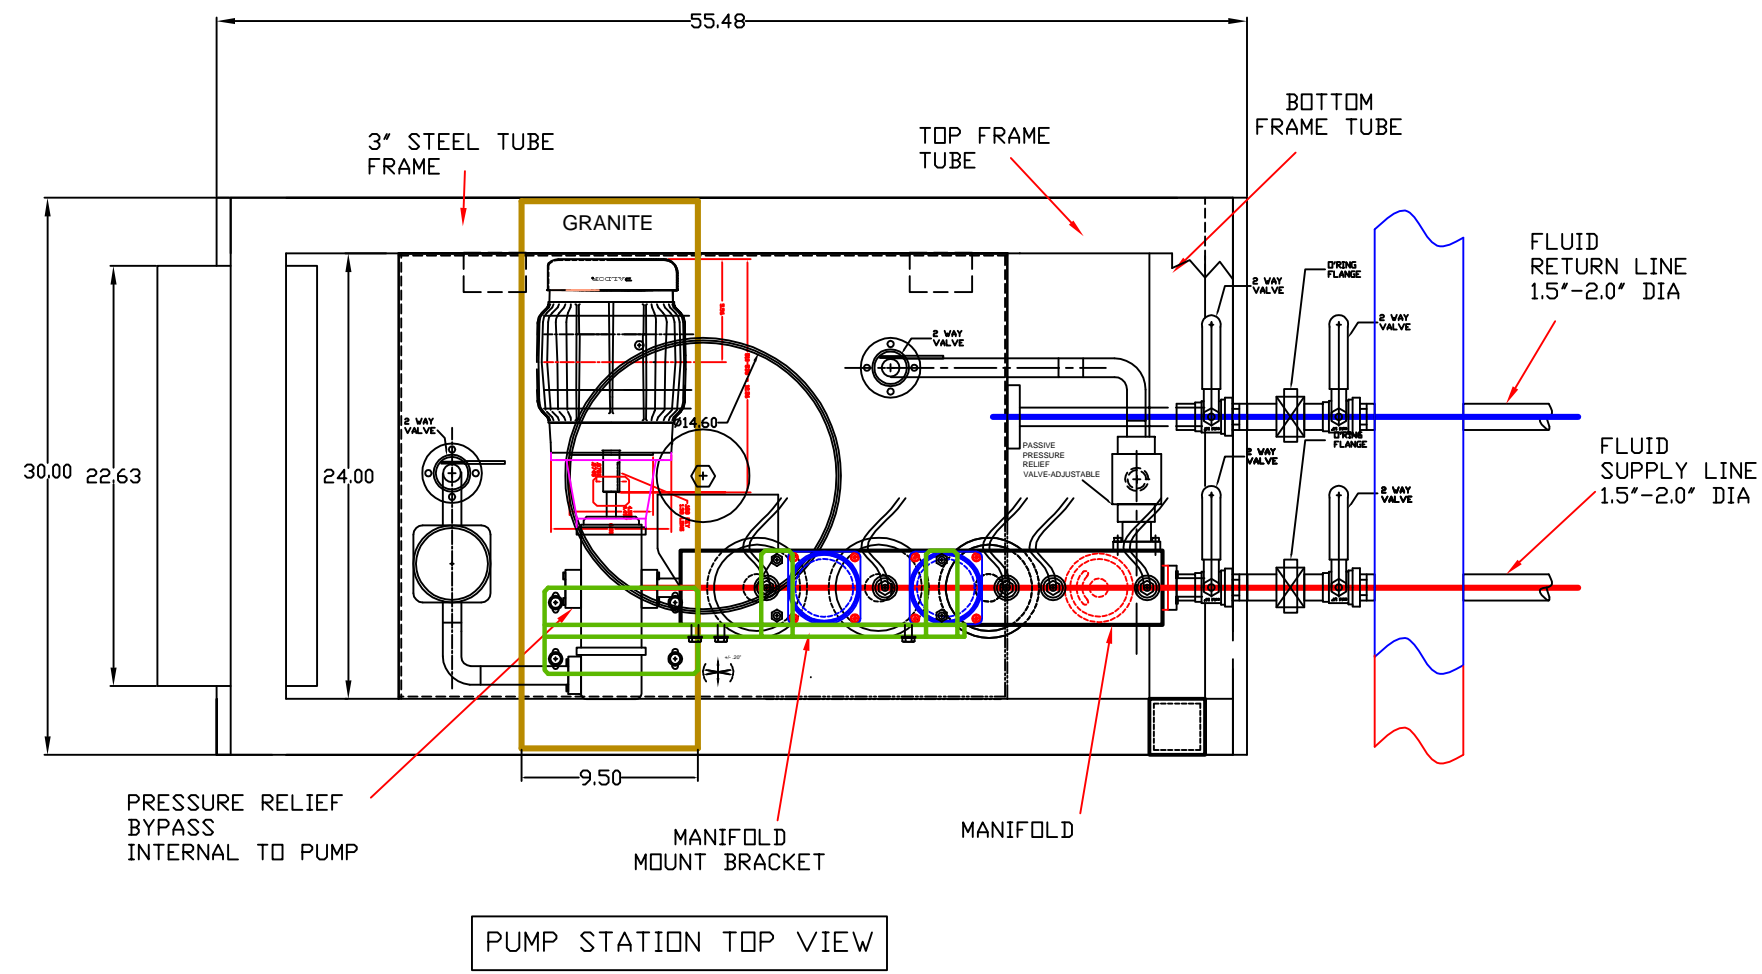 55.48
BOTTOM
FRAME TUBE
3" STEEL TUBE
FRAME
TOP FRAME
TUBE
GRANITE
FLUID
RETURN LINE
1.5"-2.0" DIA
O'RING
FLANGE
2 WAY
VALVE
2 WAY
VALVE
2 WAY
VALVE
Ø14.60
2 WAY
VALVE
O'RING
FLANGE
2 WAY
VALVE
PASSIVE
PRESSURE
RELIEF
VALVE-ADJUSTABLE
FLUID
SUPPLY LINE
1.5"-2.0" DIA
2 WAY
VALVE
30.00
22.63
24.00
9.50
PRESSURE RELIEF
BYPASS
INTERNAL TO PUMP
MANIFOLD
MOUNT BRACKET
MANIFOLD
PUMP STATION TOP VIEW